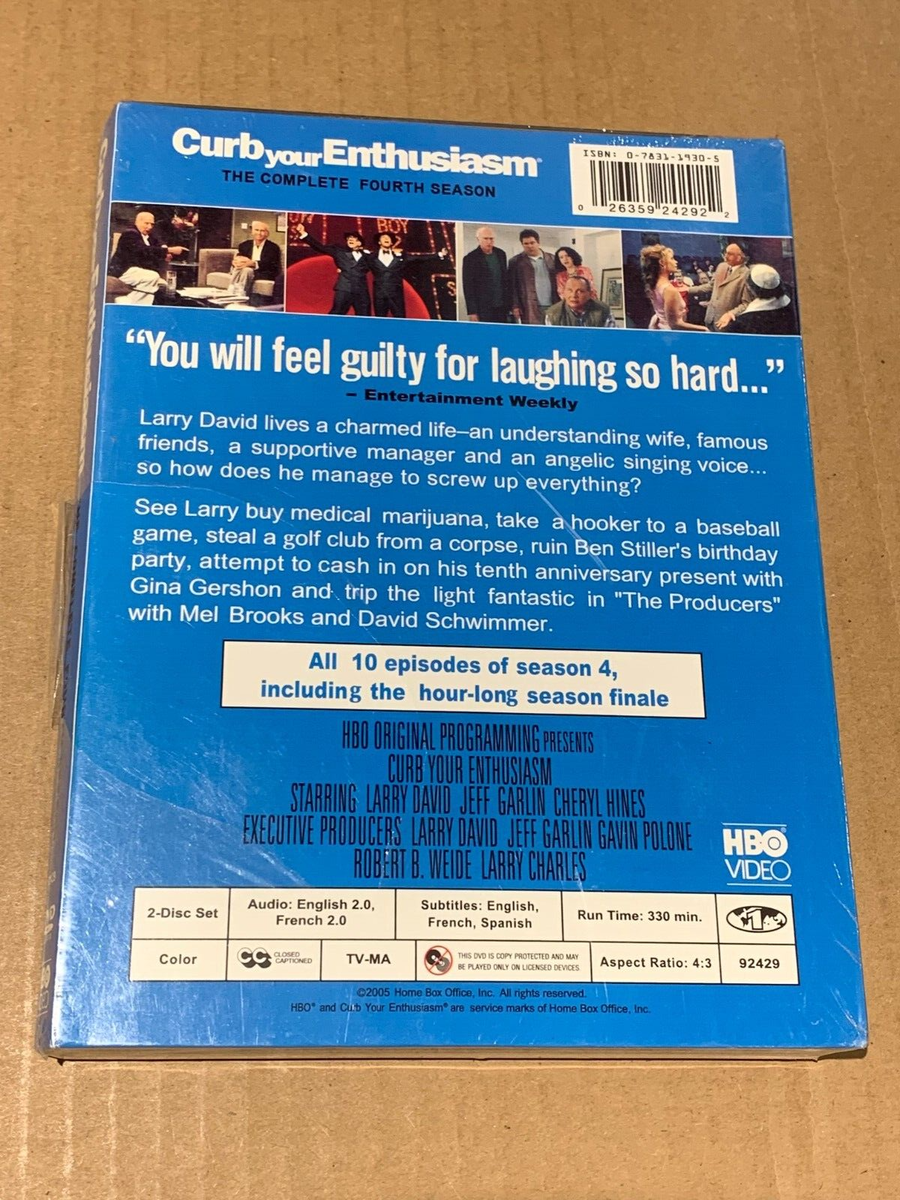 Curb your Enthusiasm®
THE COMPLETE FOURTH SEASON
ISBN: 0-7831-1930-5
0 26359 24292 2
BOY
“You will feel guilty for laughing so hard...”
– Entertainment Weekly
Larry David lives a charmed life–an understanding wife, famous
friends, a supportive manager and an angelic singing voice...
so how does he manage to screw up everything?
See Larry buy medical marijuana, take a hooker to a baseball
game, steal a golf club from a corpse, ruin Ben Stiller's birthday
party, attempt to cash in on his tenth anniversary present with
Gina Gershon and trip the light fantastic in "The Producers"
with Mel Brooks and David Schwimmer.
All 10 episodes of season 4,
including the hour-long season finale
HBO ORIGINAL PROGRAMMING PRESENTS
CURB YOUR ENTHUSIASM
STARRING LARRY DAVID JEFF GARLIN CHERYL HINES
EXECUTIVE PRODUCERS LARRY DAVID JEFF GARLIN GAVIN POLONE
ROBERT B. WEIDE LARRY CHARLES
HBO®
VIDEO
2-Disc Set
Audio: English 2.0,
French 2.0
Subtitles: English,
French, Spanish
Run Time: 330 min.
1
Color
CC CLOSED
CAPTIONED
TV-MA
THIS DVD IS COPY PROTECTED AND MAY
BE PLAYED ONLY ON LICENSED DEVICES
Aspect Ratio: 4:3
92429
©2005 Home Box Office, Inc. All rights reserved.
HBO® and Curb Your Enthusiasm® are service marks of Home Box Office, Inc.